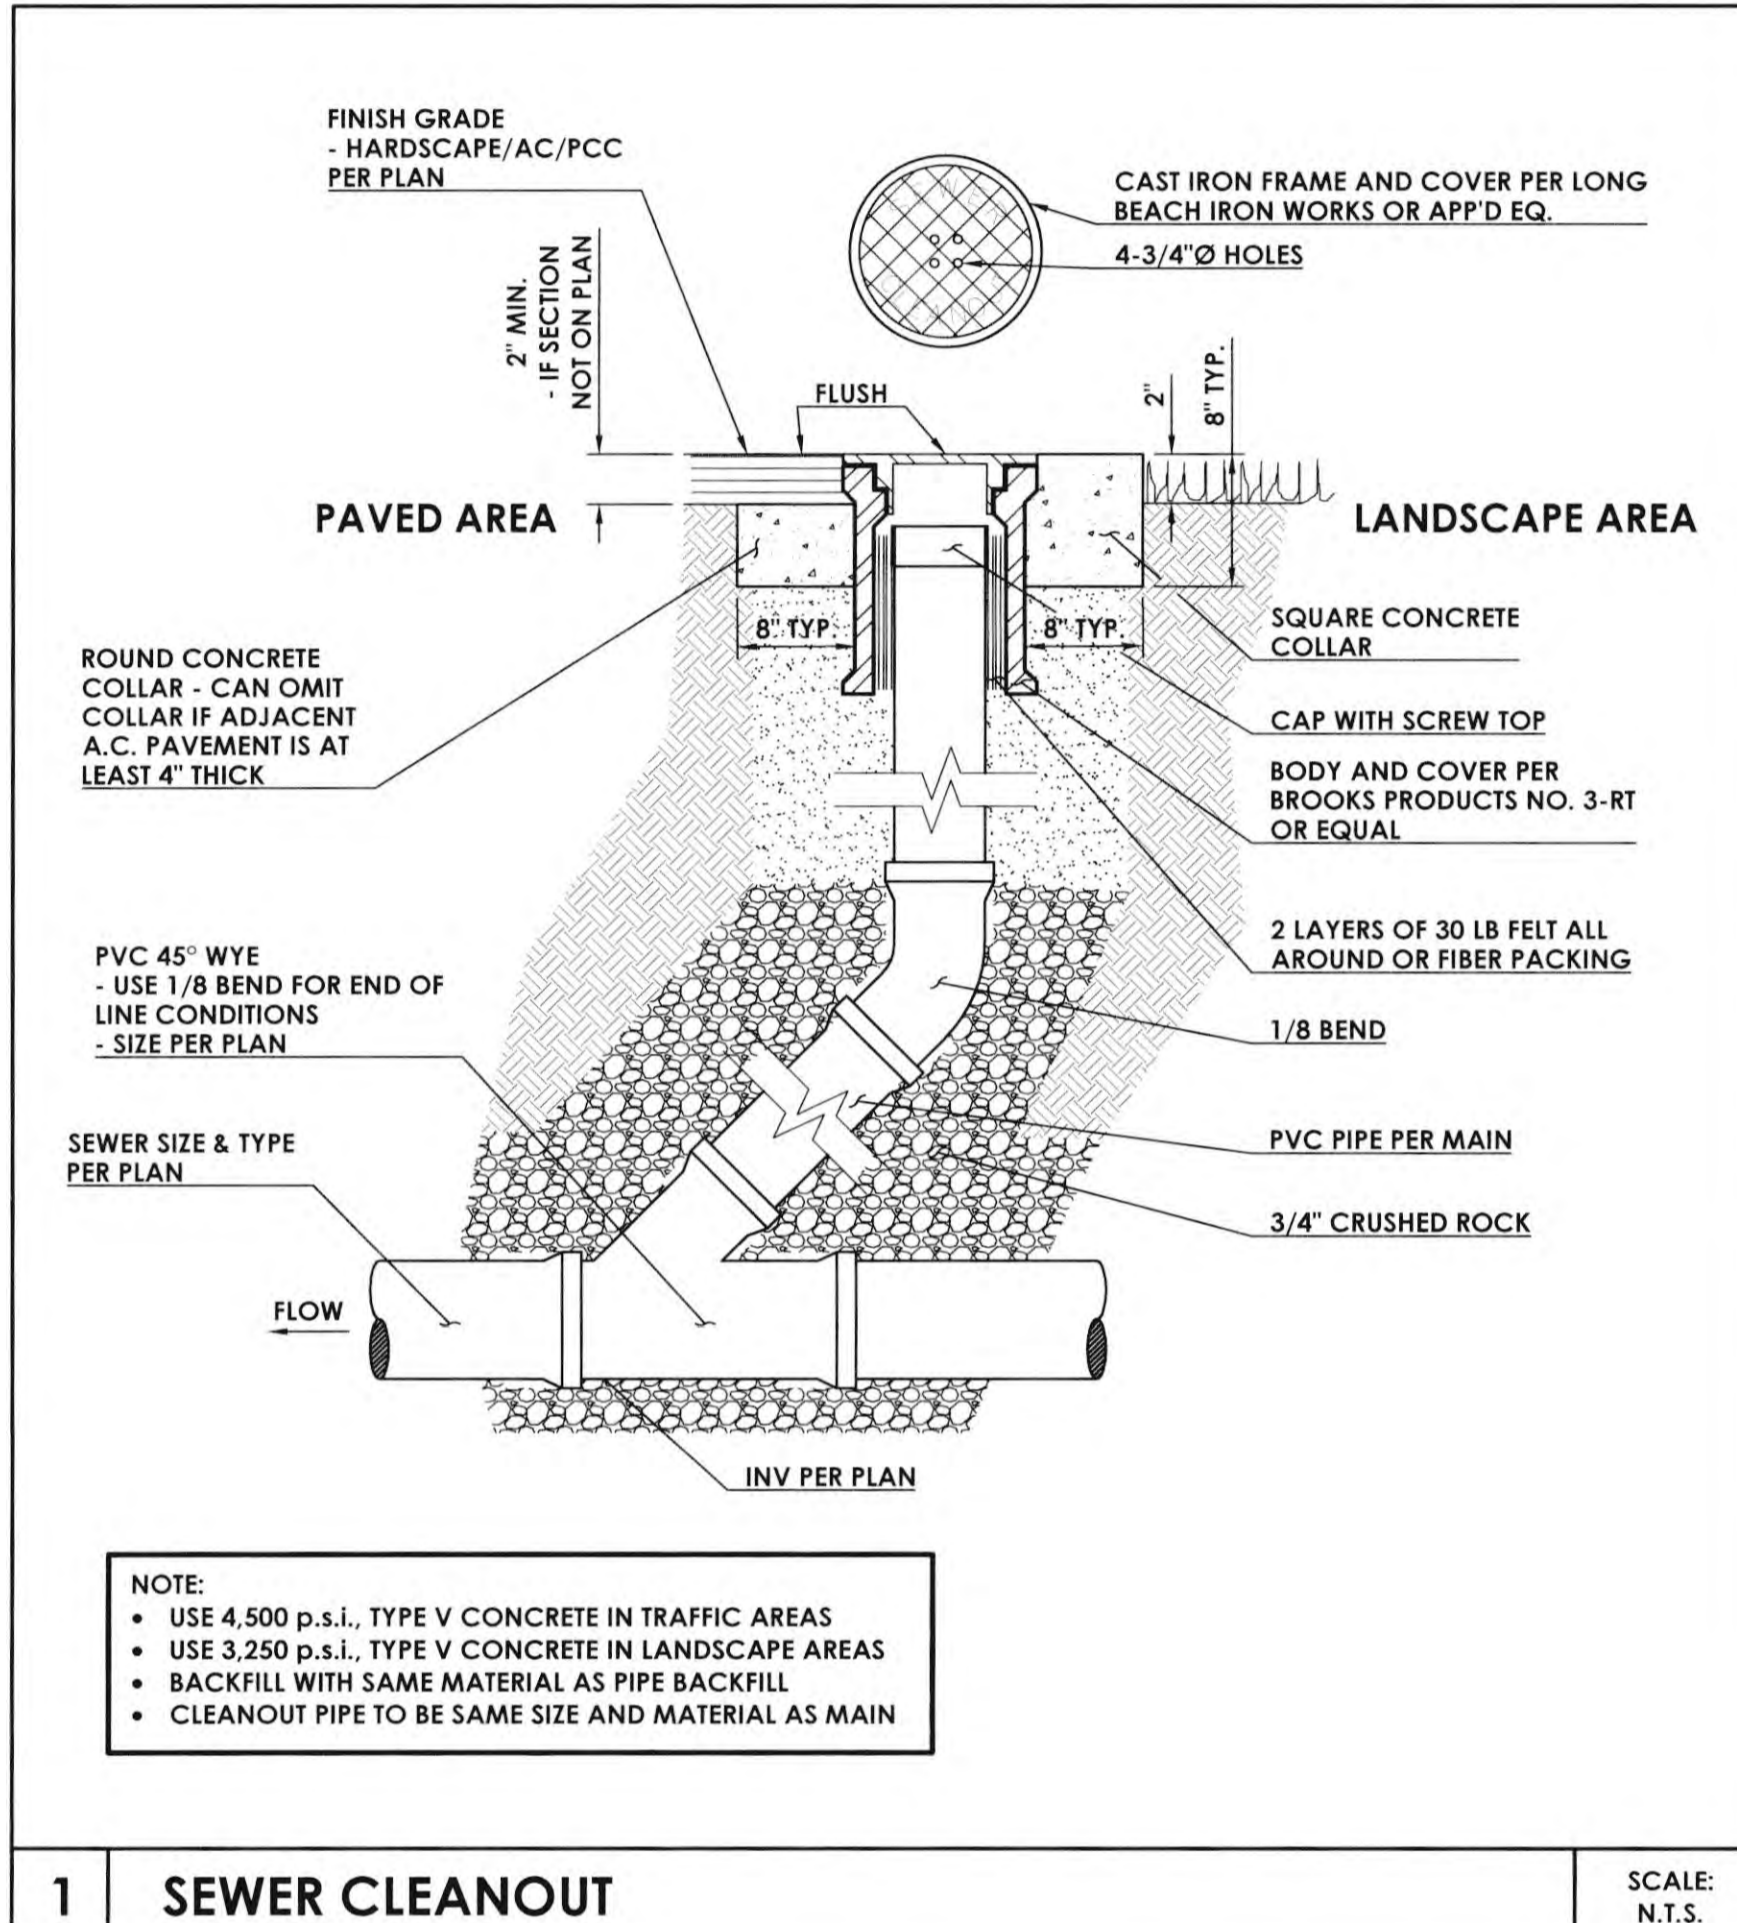 FINISH GRADE
- HARDSCAPE/AC/PCC
PER PLAN
SEWER
CLEANOUT
CAST IRON FRAME AND COVER PER LONG
BEACH IRON WORKS OR APP'D EQ.
4-3/4"Ø HOLES
2" MIN.
- IF SECTION
NOT ON PLAN
FLUSH
2"
8" TYP.
PAVED AREA
LANDSCAPE AREA
8" TYP.
8" TYP.
ROUND CONCRETE
COLLAR - CAN OMIT
COLLAR IF ADJACENT
A.C. PAVEMENT IS AT
LEAST 4" THICK
SQUARE CONCRETE
COLLAR
CAP WITH SCREW TOP
BODY AND COVER PER
BROOKS PRODUCTS NO. 3-RT
OR EQUAL
2 LAYERS OF 30 LB FELT ALL
AROUND OR FIBER PACKING
PVC 45° WYE
- USE 1/8 BEND FOR END OF
LINE CONDITIONS
- SIZE PER PLAN
1/8 BEND
SEWER SIZE & TYPE
PER PLAN
PVC PIPE PER MAIN
3/4" CRUSHED ROCK
FLOW
INV PER PLAN
NOTE:
• USE 4,500 p.s.i., TYPE V CONCRETE IN TRAFFIC AREAS
• USE 3,250 p.s.i., TYPE V CONCRETE IN LANDSCAPE AREAS
• BACKFILL WITH SAME MATERIAL AS PIPE BACKFILL
• CLEANOUT PIPE TO BE SAME SIZE AND MATERIAL AS MAIN
1
SEWER CLEANOUT
SCALE:
N.T.S.